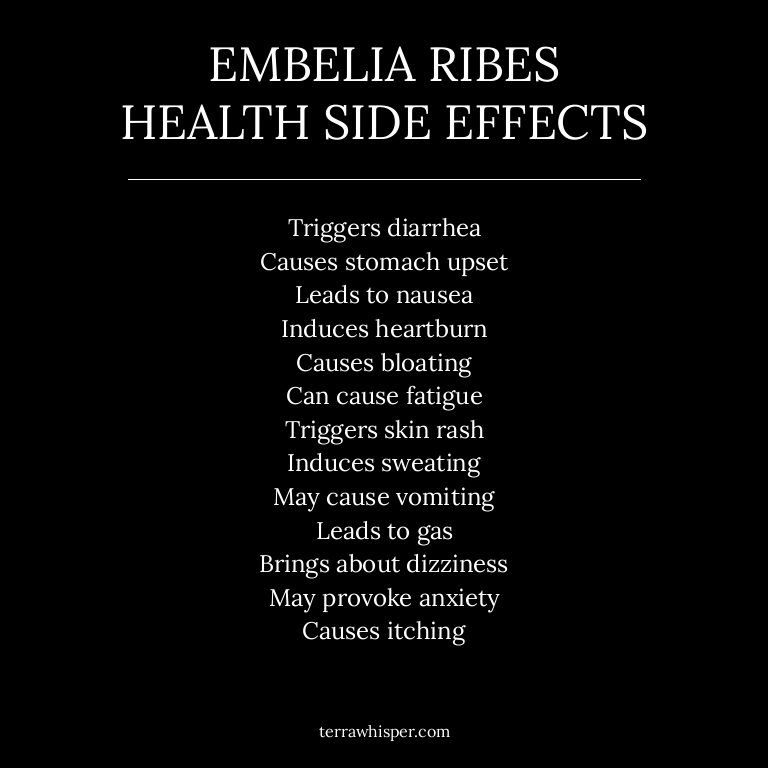 EMBELIA RIBES
HEALTH SIDE EFFECTS
Triggers diarrhea
Causes stomach upset
Leads to nausea
Induces heartburn
Causes bloating
Can cause fatigue
Triggers skin rash
Induces sweating
May cause vomiting
Leads to gas
Brings about dizziness
May provoke anxiety
Causes itching
terrawhisper.com